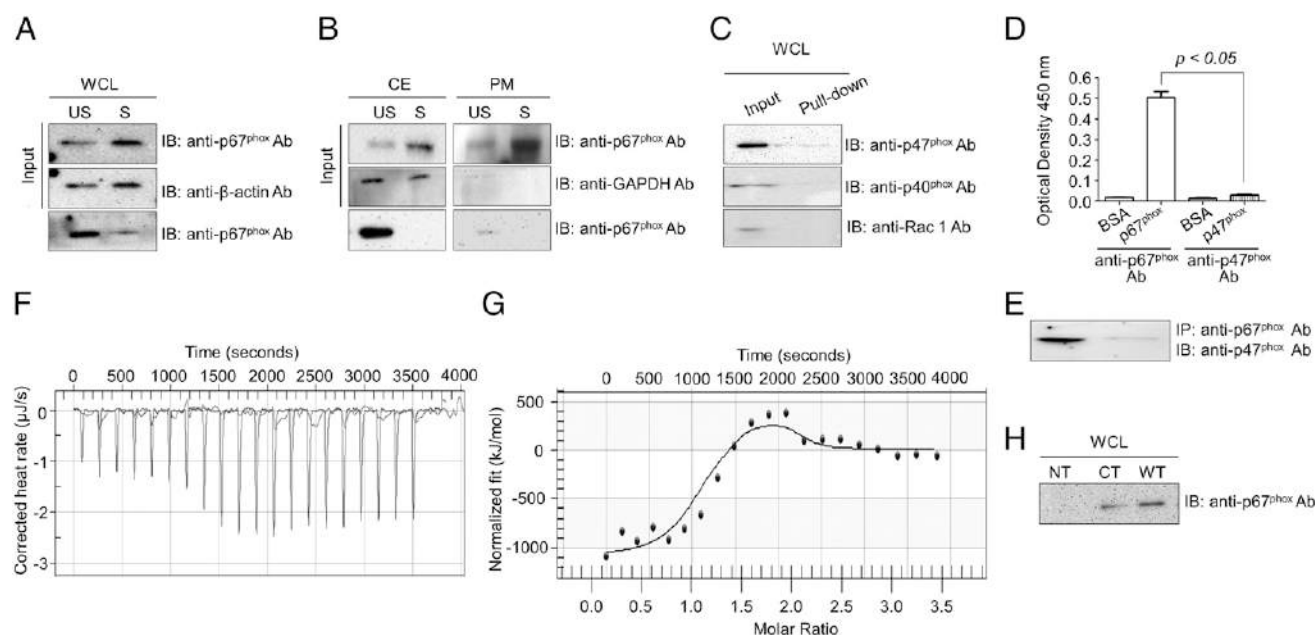 A
WCL
US S
Input
IB: anti-p67phox Ab
IB: anti-β-actin Ab
IB: anti-p67phox Ab
B
CE PM
US S US S
Input
IB: anti-p67phox Ab
IB: anti-GAPDH Ab
IB: anti-p67phox Ab
C
WCL
Input Pull-down
IB: anti-p47phox Ab
IB: anti-p40phox Ab
IB: anti-Rac 1 Ab
D
p < 0.05
Optical Density 450 nm
0.6
0.5
0.4
0.3
0.2
0.1
0.0
BSA p67phox BSA p47phox
anti-p67phox anti-p47phox
Ab Ab
E
IP: anti-p67phox Ab
IB: anti-p47phox Ab
F
Time (seconds)
0 500 1000 1500 2000 2500 3000 3500 4000
Corrected heat rate (μJ/s)
0
-1
-2
-3
G
Time (seconds)
0 500 1000 1500 2000 2500 3000 3500 4000
Normalized fit (kJ/mol)
500
0
-500
-1000
0.0 0.5 1.0 1.5 2.0 2.5 3.0 3.5
Molar Ratio
H
WCL
NT CT WT
IB: anti-p67phox Ab